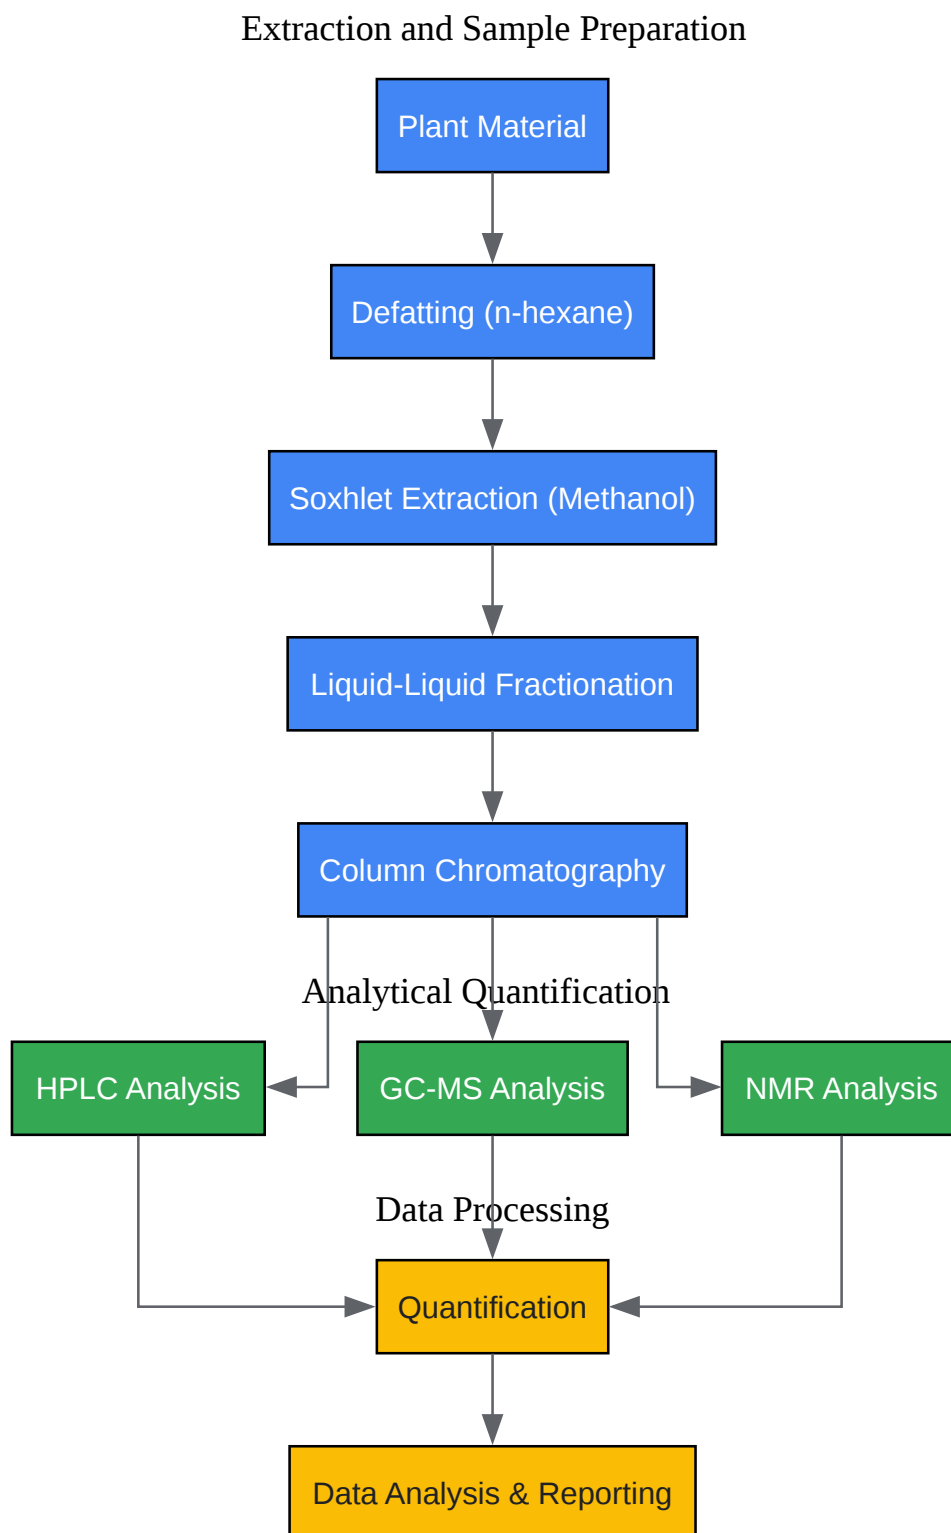 Extraction and Sample Preparation
Plant Material
Defatting (n-hexane)
Soxhlet Extraction (Methanol)
Liquid-Liquid Fractionation
Column Chromatography
Analytical Quantification
HPLC Analysis
GC-MS Analysis
NMR Analysis
Data Processing
Quantification
Data Analysis & Reporting